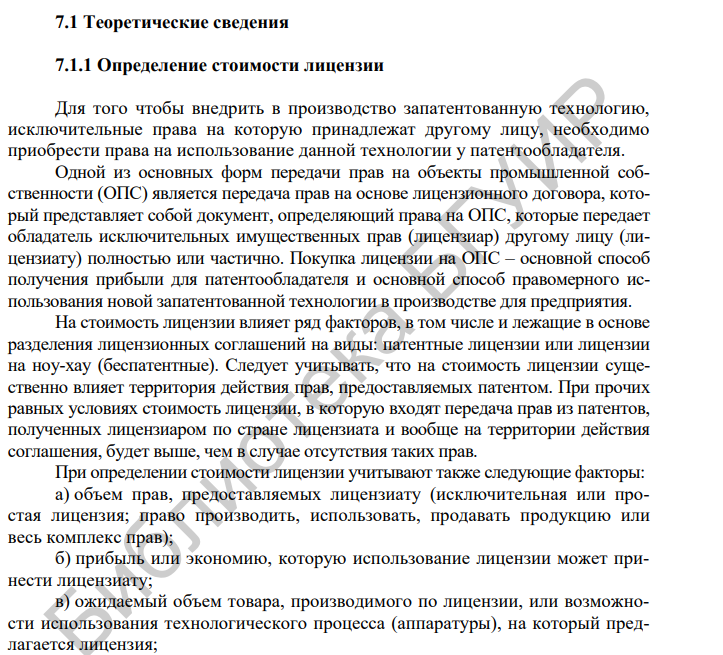 7.1 Теоретические сведения
7.1.1 Определение стоимости лицензии
Для того чтобы внедрить в производство запатентованную технологию,
исключительные права на которую принадлежат другому лицу, необходимо
приобрести права на использование данной технологии у патентообладателя.
Одной из основных форм передачи прав на объекты промышленной соб-
ственности (ОПС) является передача прав на основе лицензионного договора, кото-
рый представляет собой документ, определяющий права на ОПС, которые передает
обладатель исключительных имущественных прав (лицензиар) другому лицу (ли-
цензиату) полностью или частично. Покупка лицензии на ОПС – основной способ
получения прибыли для патентообладателя и основной способ правомерного ис-
пользования новой запатентованной технологии в производстве для предприятия.
На стоимость лицензии влияет ряд факторов, в том числе и лежащие в основе
разделения лицензионных соглашений на виды: патентные лицензии или лицензии
на ноу-хау (беспатентные). Следует учитывать, что на стоимость лицензии суще-
ственно влияет территория действия прав, предоставляемых патентом. При прочих
равных условиях стоимость лицензии, в которую входят передача прав из патентов,
полученных лицензиаром по стране лицензиата и вообще на территории действия
соглашения, будет выше, чем в случае отсутствия таких прав.
При определении стоимости лицензии учитывают также следующие факторы:
а) объем прав, предоставляемых лицензиату (исключительная или про-
стая лицензия; право производить, использовать, продавать продукцию или
весь комплекс прав);
б) прибыль или экономию, которую использование лицензии может при-
нести лицензиату;
в) ожидаемый объем товара, производимого по лицензии, или возможно-
сти использования технологического процесса (аппаратуры), на который пред-
лагается лицензия;
Библиотека БГУИР